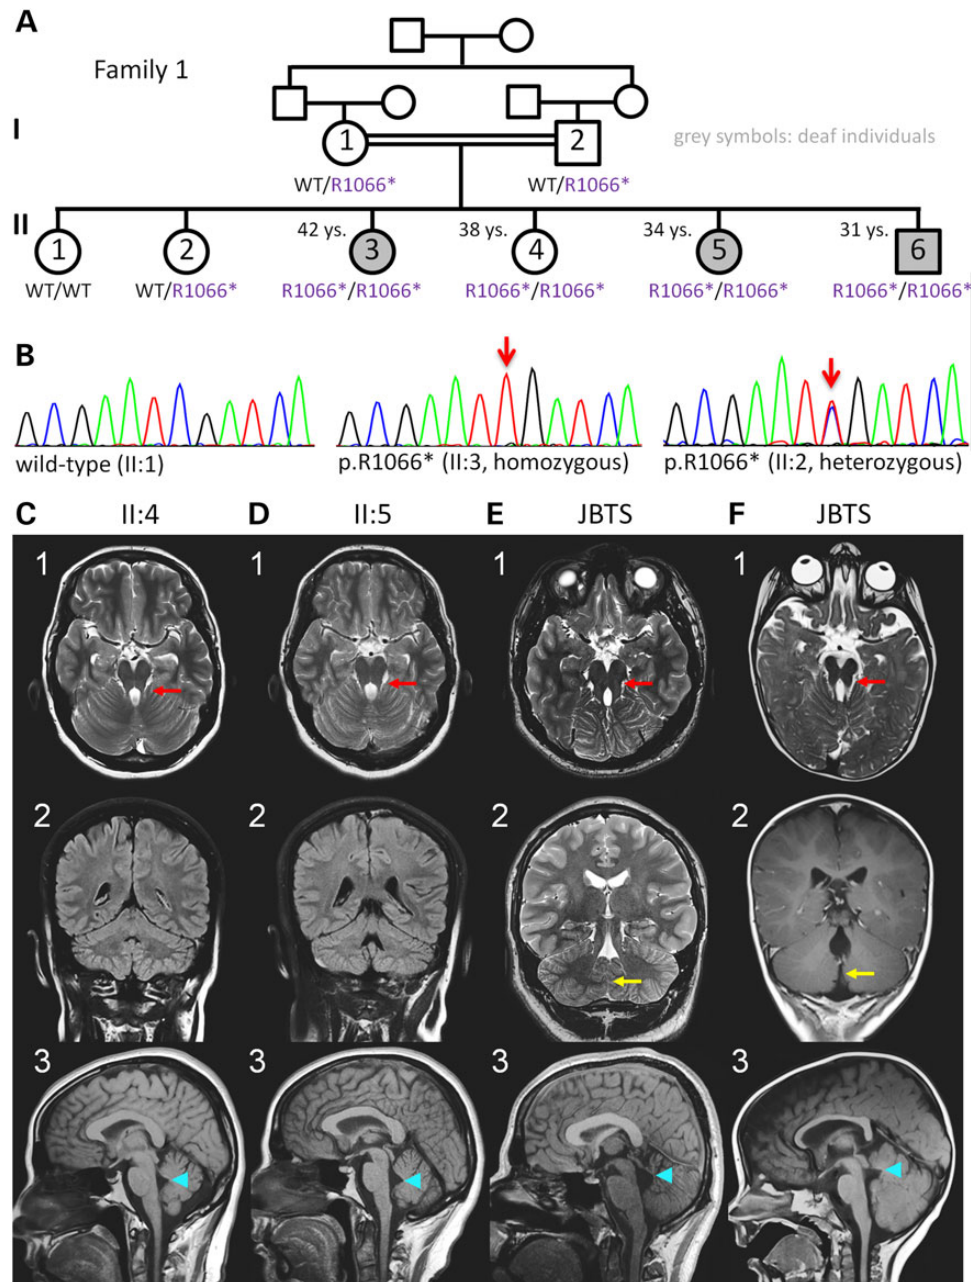 A
Family 1
I
1
2
grey symbols: deaf individuals
WT/R1066*
WT/R1066*
II
42 ys.
38 ys.
34 ys.
31 ys.
1
2
3
4
5
6
WT/WT
WT/R1066*
R1066*/R1066*
R1066*/R1066*
R1066*/R1066*
R1066*/R1066*
B
wild-type (II:1)
p.R1066* (II:3, homozygous)
p.R1066* (II:2, heterozygous)
C
II:4
D
II:5
E
JBTS
F
JBTS
1
1
1
1
2
2
2
2
3
3
3
3